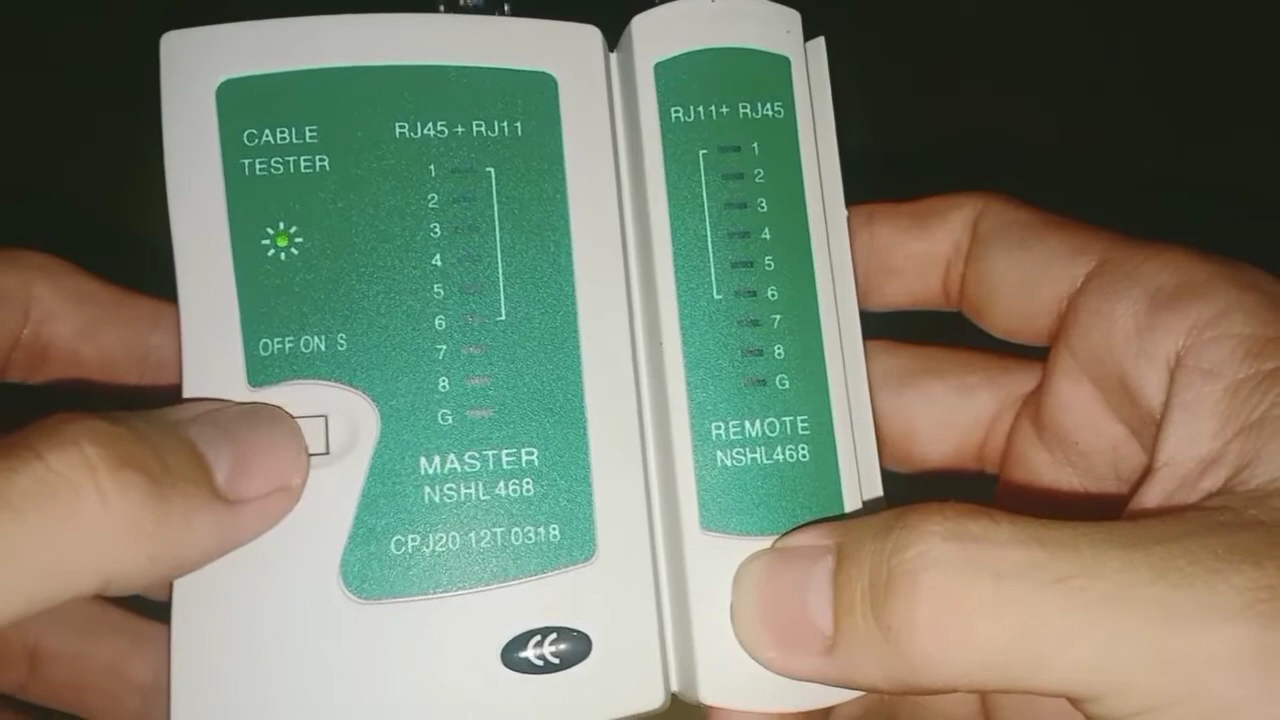 CABLE
TESTER
OFF ON S
RJ45 + RJ11
1
2
3
4
5
6
7
8
G
MASTER
NSHL468
CPJ20 12T.0318
CE
RJ11+ RJ45
1
2
3
4
5
6
7
8
G
REMOTE
NSHL468